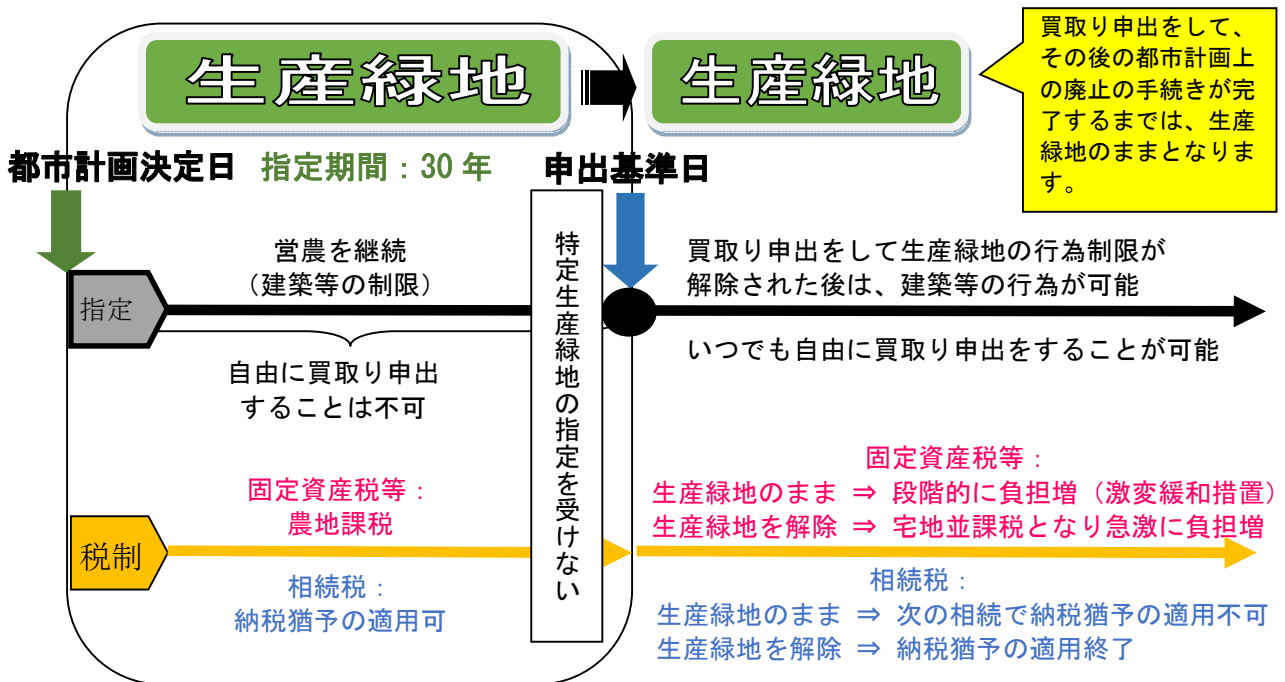 生産緑地
生産緑地
買取り申出をして、
その後の都市計画上
の廃止の手続きが完
了するまでは、生産
緑地のままとなりま
す。
都市計画決定日
指定期間：30年
申出基準日
指定
営農を継続
（建築等の制限）
自由に買取り申出
することは不可
特定生産緑地の指定を受けない
買取り申出をして生産緑地の行為制限が
解除された後は、建築等の行為が可能
いつでも自由に買取り申出をすることが可能
税制
固定資産税等：
農地課税
相続税：
納税猶予の適用可
固定資産税等：
生産緑地のまま ⇒ 段階的に負担増（激変緩和措置）
生産緑地を解除 ⇒ 宅地並課税となり急激に負担増
相続税：
生産緑地のまま ⇒ 次の相続で納税猶予の適用不可
生産緑地を解除 ⇒ 納税猶予の適用終了